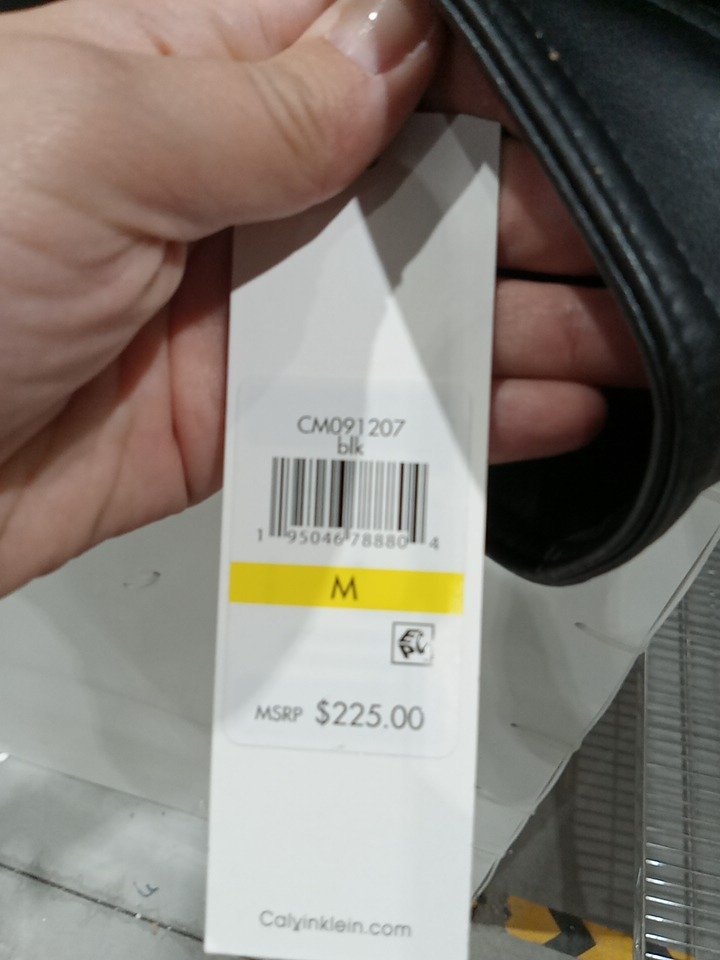 CM091207
blk
1 95046 78880 4
M
MSRP $225.00
Calvinklein.com